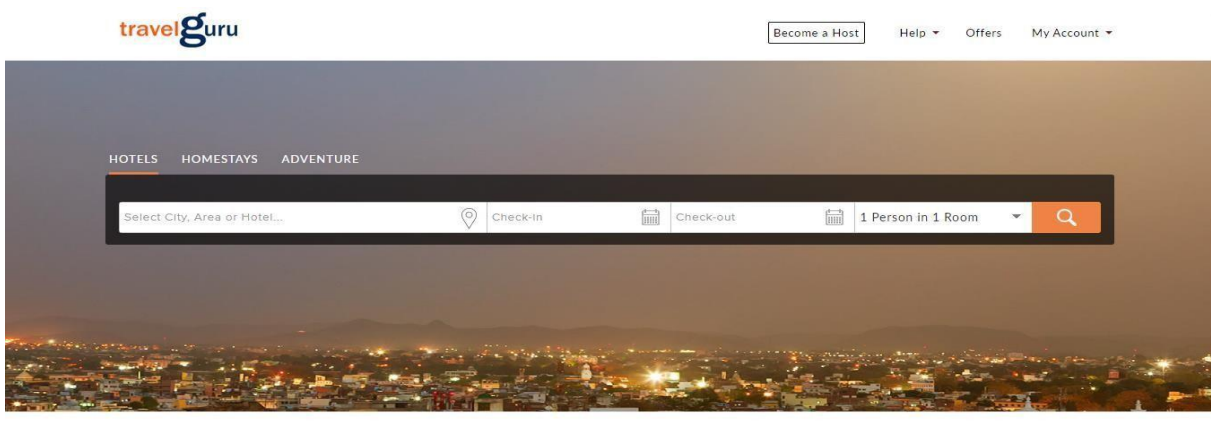 travelguru
Become a Host
Help
Offers
My Account
HOTELS
HOMESTAYS
ADVENTURE
Select City, Area or Hotel...
Check-In
Check-out
1 Person in 1 Room